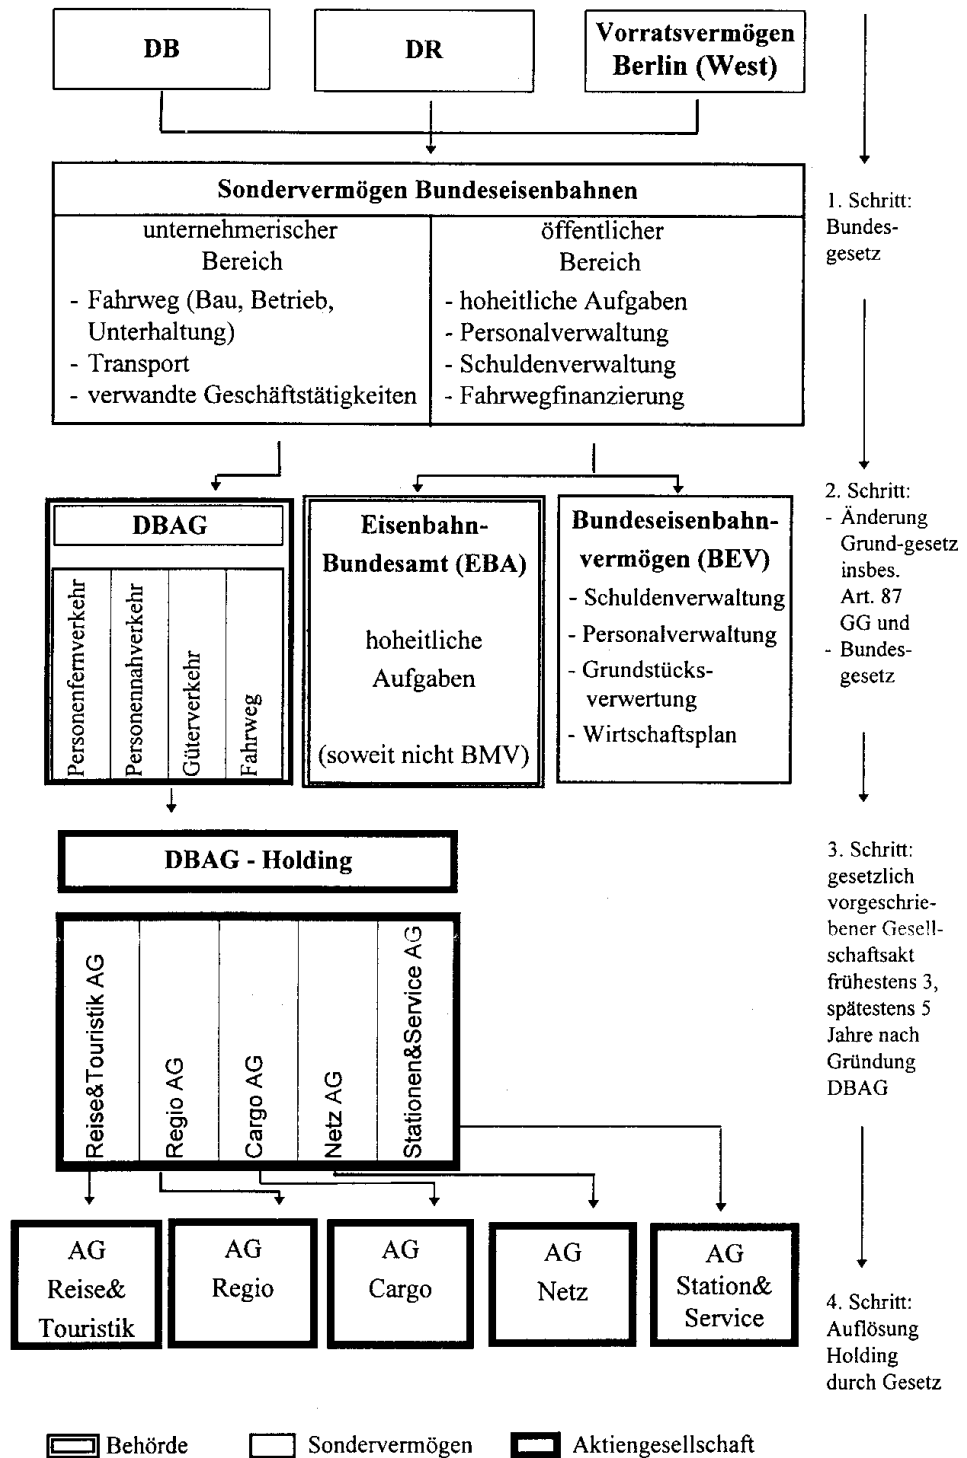 DB
DR
Vorratsvermögen
Berlin (West)
Sondervermögen Bundeseisenbahnen
unternehmerischer
Bereich
- Fahrweg (Bau, Betrieb,
Unterhaltung)
- Transport
- verwandte Geschäftstätigkeiten
öffentlicher
Bereich
- hoheitliche Aufgaben
- Personalverwaltung
- Schuldenverwaltung
- Fahrwegfinanzierung
1. Schritt:
Bundes-
gesetz
DBAG
Personenfernverkehr
Personennahverkehr
Güterverkehr
Fahrweg
Eisenbahn-
Bundesamt (EBA)
hoheitliche
Aufgaben
(soweit nicht BMV)
Bundeseisenbahn-
vermögen (BEV)
- Schuldenverwaltung
- Personalverwaltung
- Grundstücks-
verwertung
- Wirtschaftsplan
2. Schritt:
- Änderung
Grund-gesetz
insbes.
Art. 87
GG und
- Bundes-
gesetz
DBAG - Holding
Reise&Touristik AG
Regio AG
Cargo AG
Netz AG
Stationen&Service AG
3. Schritt:
gesetzlich
vorgeschrie-
bener Gesell-
schaftsakt
frühestens 3,
spätestens 5
Jahre nach
Gründung
DBAG
AG
Reise&
Touristik
AG
Regio
AG
Cargo
AG
Netz
AG
Station&
Service
4. Schritt:
Auflösung
Holding
durch Gesetz
Behörde
Sondervermögen
Aktiengesellschaft